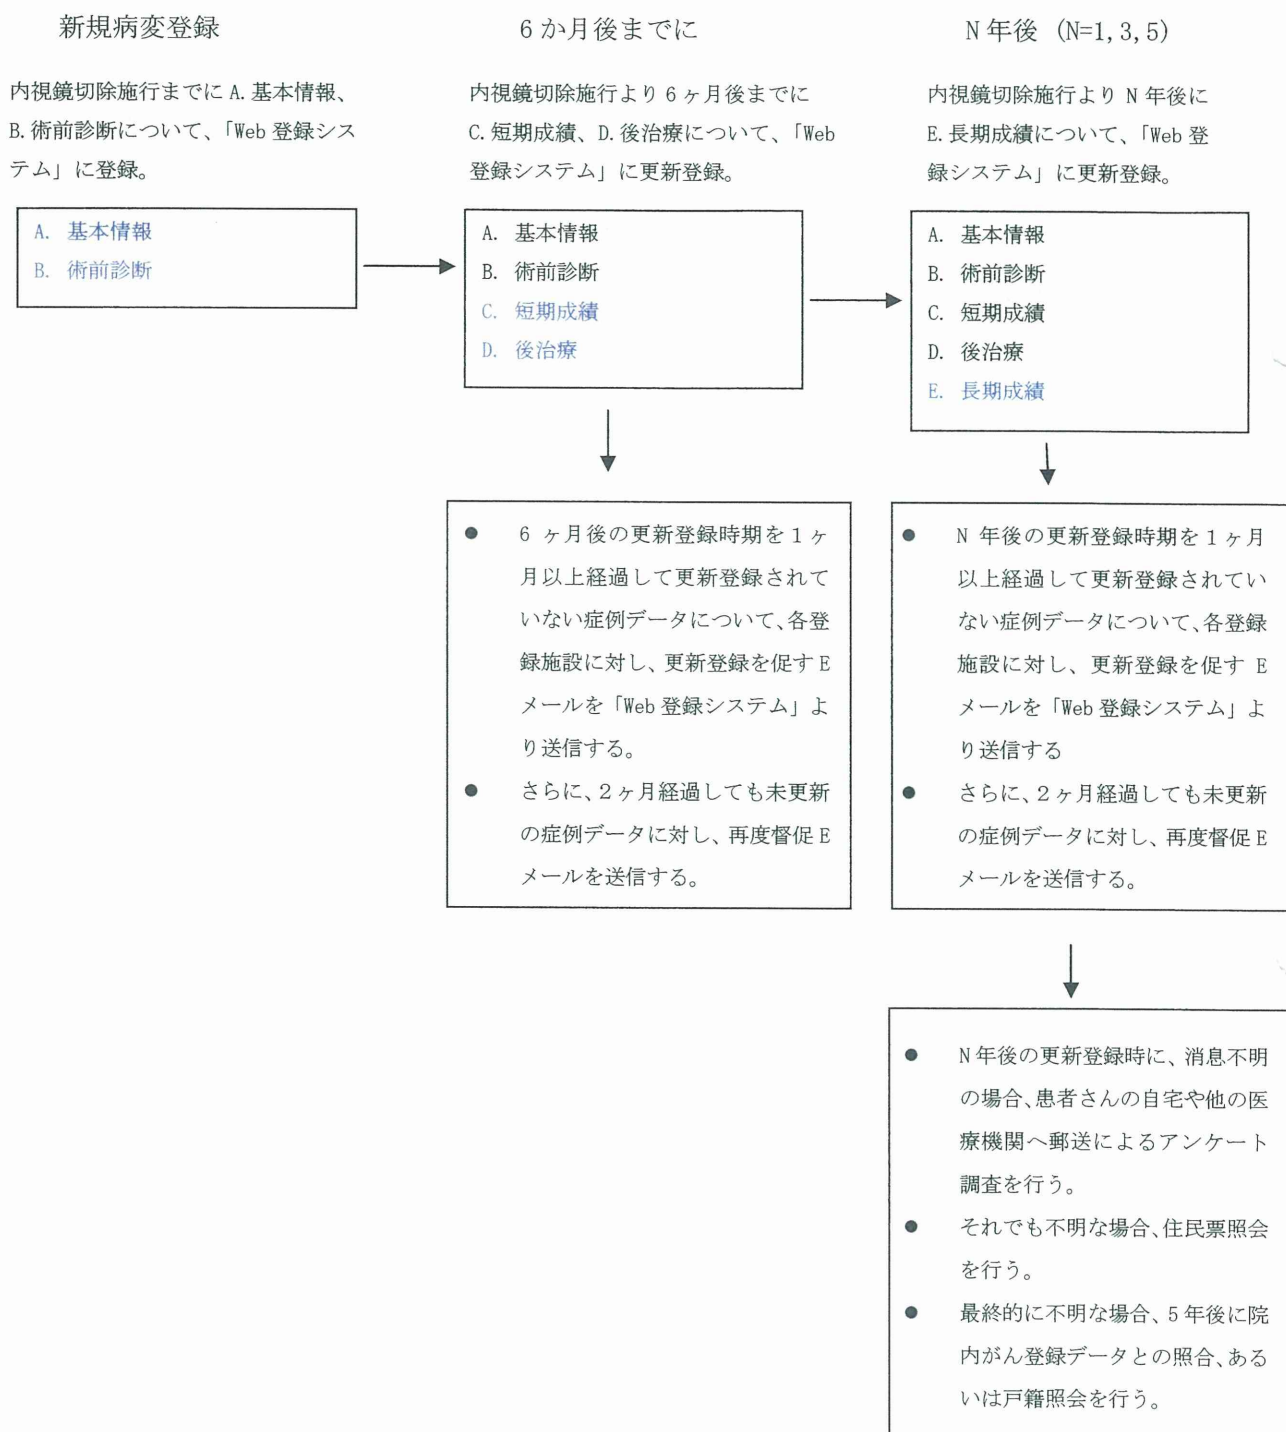 新規病変登録
内視鏡切除施行までに A.基本情報、
B.術前診断について、「Web 登録シス
テム」に登録。
A. 基本情報
B. 術前診断
6 か月後までに
内視鏡切除施行より 6 ヶ月後までに
C.短期成績、D.後治療について、「Web
登録システム」に更新登録。
A. 基本情報
B. 術前診断
C. 短期成績
D. 後治療
● 6 ヶ月後の更新登録時期を１ヶ
月以上経過して更新登録されて
いない症例データについて、各登
録施設に対し、更新登録を促す E
メールを「Web 登録システム」よ
り送信する。
● さらに、２ヶ月経過しても未更新
の症例データに対し、再度督促 E
メールを送信する。
N 年後 (N=1,3,5)
内視鏡切除施行より N 年後に
E.長期成績について、「Web 登
録システム」に更新登録。
A. 基本情報
B. 術前診断
C. 短期成績
D. 後治療
E. 長期成績
● N 年後の更新登録時期を１ヶ月
以上経過して更新登録されてい
ない症例データについて、各登録
施設に対し、更新登録を促す E
メールを「Web 登録システム」よ
り送信する
● さらに、２ヶ月経過しても未更新
の症例データに対し、再度督促 E
メールを送信する。
● N 年後の更新登録時に、消息不明
の場合、患者さんの自宅や他の医
療機関へ郵送によるアンケート
調査を行う。
● それでも不明な場合、住民票照会
を行う。
● 最終的に不明な場合、5 年後に院
内がん登録データとの照合、ある
いは戸籍照会を行う。